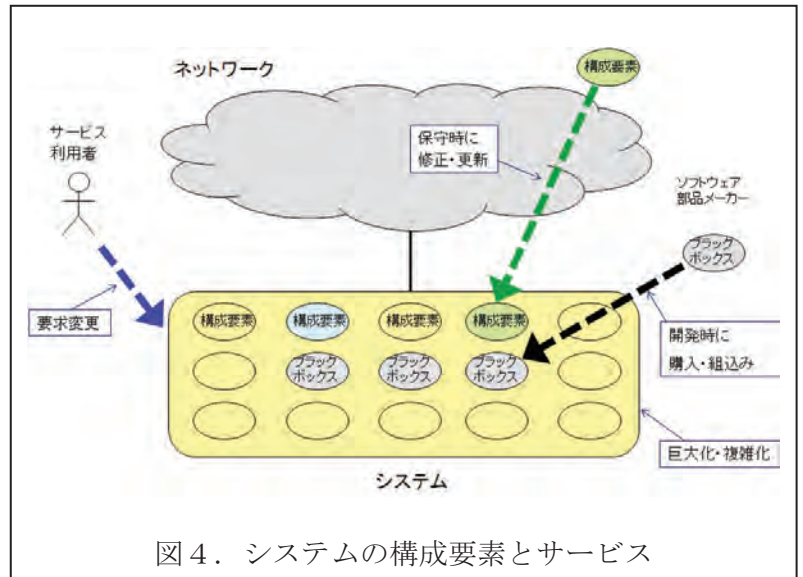 ネットワーク
構成要素
サービス
利用者
保守時に
修正・更新
ソフトウェア
部品メーカー
ブラック
ボックス
要求変更
構成要素
構成要素
構成要素
構成要素
開発時に
購入・組込み
ブラック
ボックス
ブラック
ボックス
ブラック
ボックス
巨大化・複雑化
システム
図４．システムの構成要素とサービス